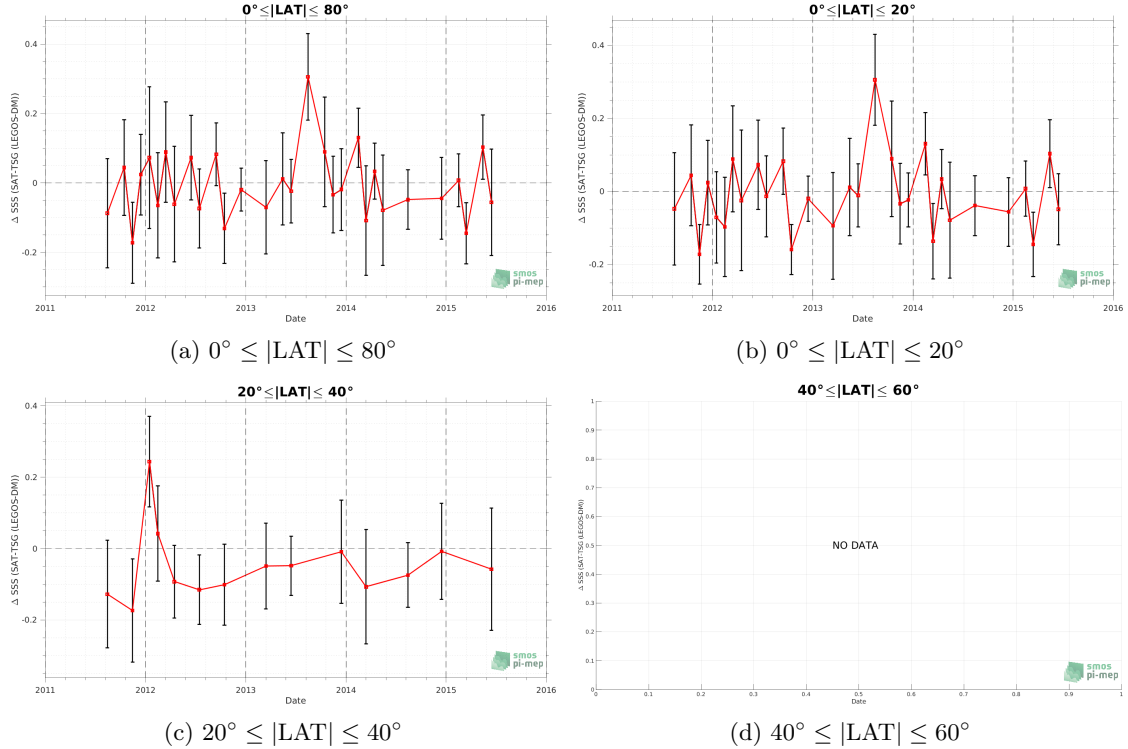 0°≤|LAT|≤ 80°
Δ SSS (SAT-TSG (LEGOS-DM))
0.4
0.2
0
-0.2
2011 2012 2013 2014 2015 2016
Date
smos
pi-mep
(a) 0° ≤ |LAT| ≤ 80°
0°≤|LAT|≤ 20°
Δ SSS (SAT-TSG (LEGOS-DM))
0.4
0.2
0
-0.2
2011 2012 2013 2014 2015 2016
Date
smos
pi-mep
(b) 0° ≤ |LAT| ≤ 20°
20°≤|LAT|≤ 40°
Δ SSS (SAT-TSG (LEGOS-DM))
0.4
0.2
0
-0.2
2011 2012 2013 2014 2015 2016
Date
smos
pi-mep
(c) 20° ≤ |LAT| ≤ 40°
40°≤|LAT|≤ 60°
Δ SSS (SAT-TSG (LEGOS-DM))
1
0.9
0.8
0.7
0.6
0.5
0.4
0.3
0.2
0.1
0
NO DATA
0 0.1 0.2 0.3 0.4 0.5 0.6 0.7 0.8 0.9 1
Date
smos
pi-mep
(d) 40° ≤ |LAT| ≤ 60°